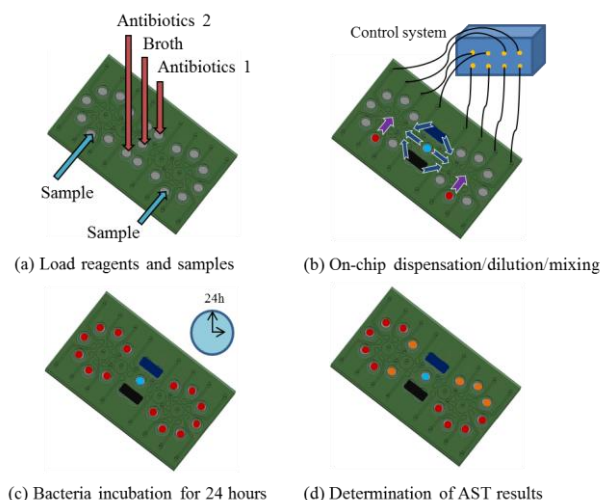 Antibiotics 2
Broth
Antibiotics 1
Sample
Sample
(a) Load reagents and samples
Control system
(b) On-chip dispensation/dilution/mixing
24h
(c) Bacteria incubation for 24 hours
(d) Determination of AST results